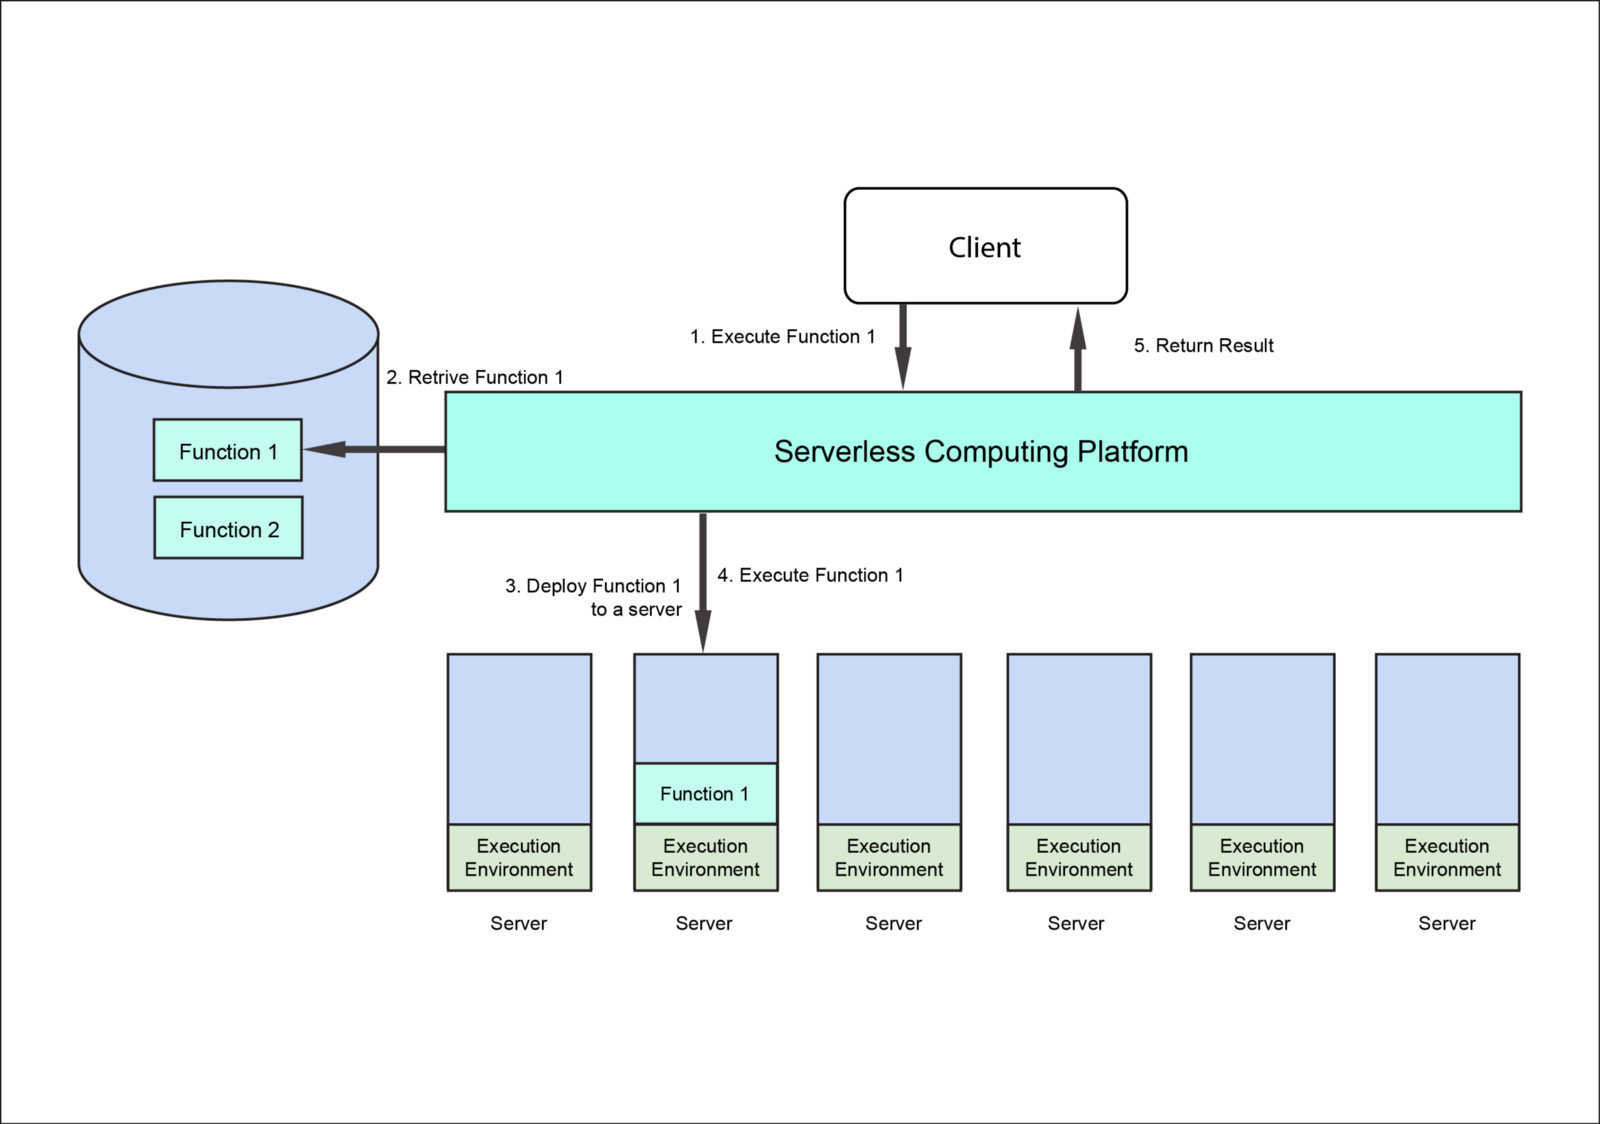 Client
1. Execute Function 1
5. Return Result
2. Retrive Function 1
Serverless Computing Platform
Function 1
Function 2
3. Deploy Function 1
to a server
4. Execute Function 1
Function 1
Execution
Environment
Execution
Environment
Execution
Environment
Execution
Environment
Execution
Environment
Execution
Environment
Server
Server
Server
Server
Server
Server